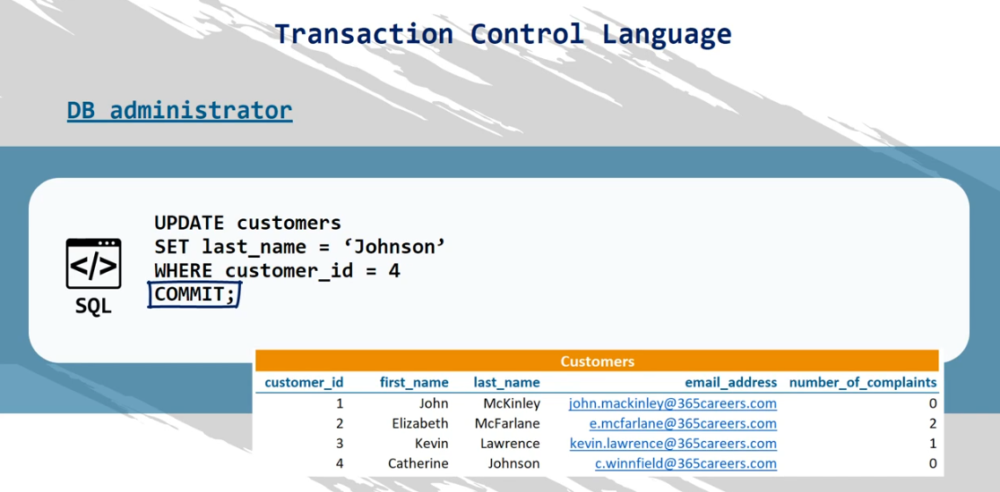 Transaction Control Language
DB administrator
UPDATE customers
SET last_name = ‘Johnson’
WHERE customer_id = 4
COMMIT;
</>
SQL
Customers
customer_id first_name last_name email_address number_of_complaints
1 John McKinley john.mackinley@365careers.com 0
2 Elizabeth McFarlane e.mcfarlane@365careers.com 2
3 Kevin Lawrence kevin.lawrence@365careers.com 1
4 Catherine Johnson c.winnfield@365careers.com 0